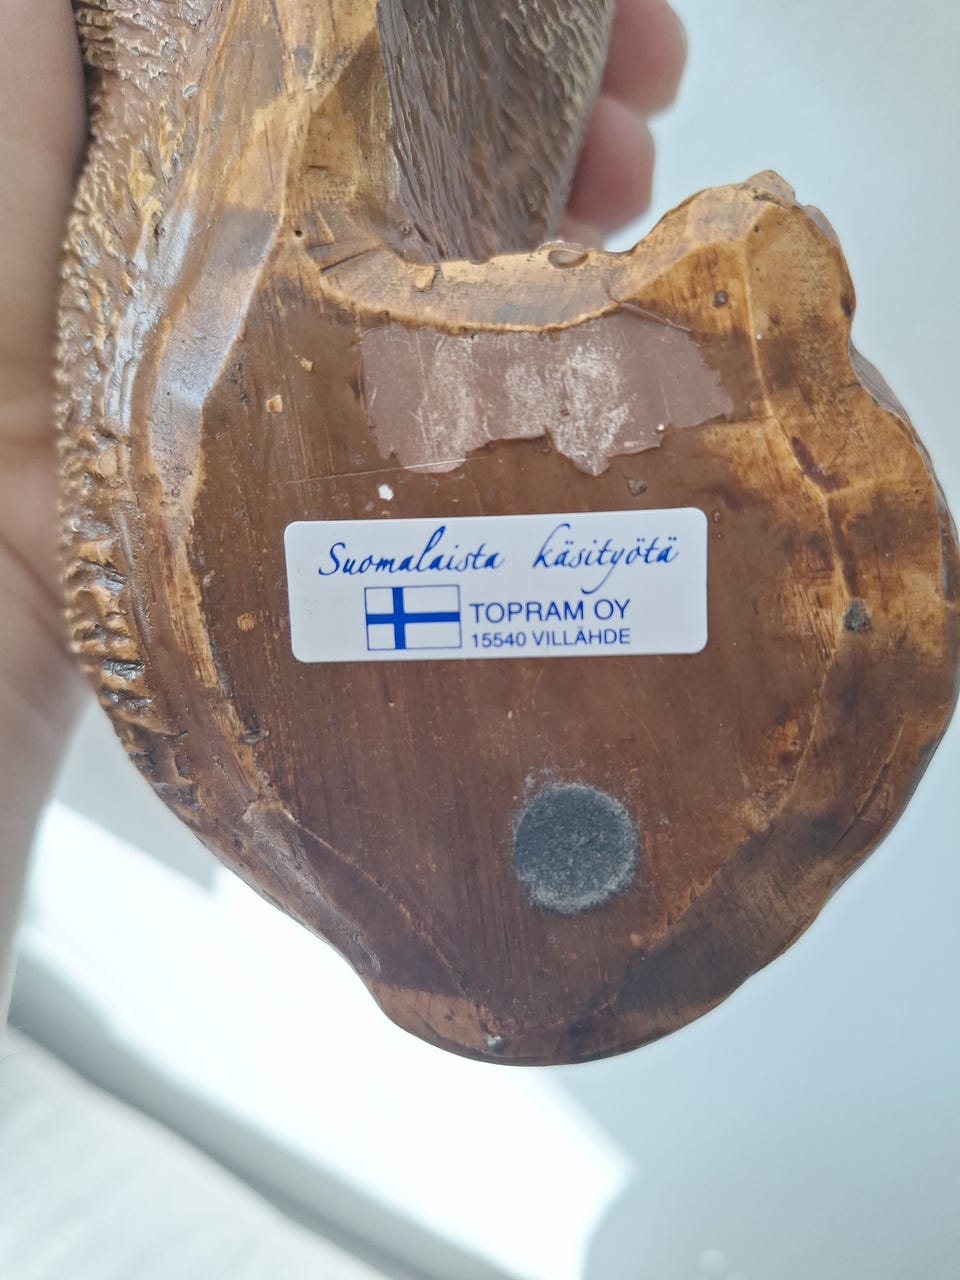 Suomalaista käsityötä
TOPRAM OY
15540 VILLÄHDE